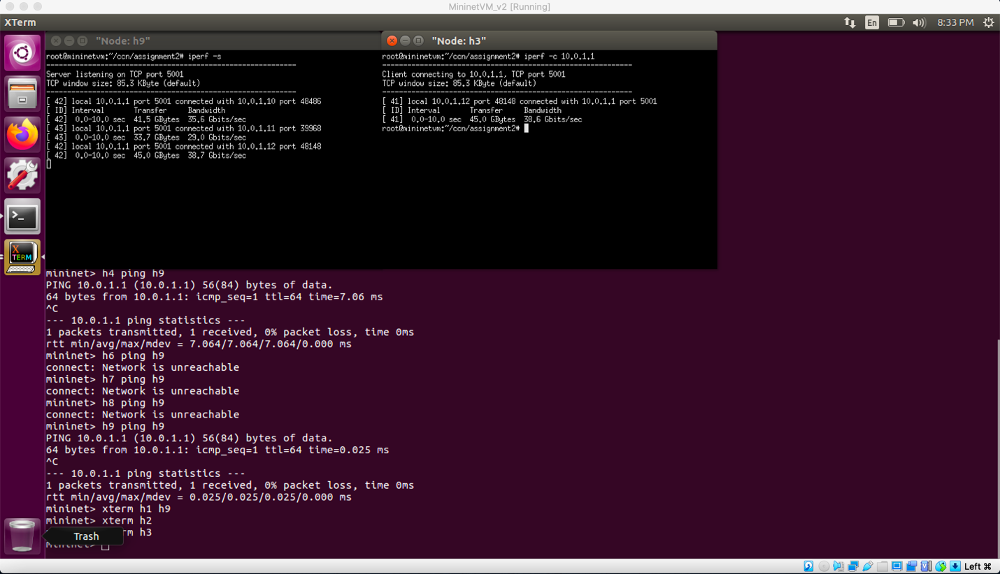 MininetVM_v2 [Running]
XTerm
En
8:33 PM
"Node: h9"
root@mininetvm:~/ccn/assignment2# iperf -s
------------------------------------------------------------
Server listening on TCP port 5001
TCP window size: 85.3 KByte (default)
------------------------------------------------------------
[ 42] local 10.0.1.1 port 5001 connected with 10.0.1.10 port 48486
[ ID] Interval       Transfer     Bandwidth
[ 42]  0.0-10.0 sec  41.5 GBytes  35.6 Gbits/sec
[ 43] local 10.0.1.1 port 5001 connected with 10.0.1.11 port 39968
[ 43]  0.0-10.0 sec  33.7 GBytes  29.0 Gbits/sec
[ 42] local 10.0.1.1 port 5001 connected with 10.0.1.12 port 48148
[ 42]  0.0-10.0 sec  45.0 GBytes  38.7 Gbits/sec
"Node: h3"
root@mininetvm:~/ccn/assignment2# iperf -c 10.0.1.1
------------------------------------------------------------
Client connecting to 10.0.1.1, TCP port 5001
TCP window size: 85.3 KByte (default)
------------------------------------------------------------
[ 41] local 10.0.1.12 port 48148 connected with 10.0.1.1 port 5001
[ ID] Interval       Transfer     Bandwidth
[ 41]  0.0-10.0 sec  45.0 GBytes  38.6 Gbits/sec
root@mininetvm:~/ccn/assignment2#
X
TERM
mininet> h4 ping h9
PING 10.0.1.1 (10.0.1.1) 56(84) bytes of data.
64 bytes from 10.0.1.1: icmp_seq=1 ttl=64 time=7.06 ms
^C
--- 10.0.1.1 ping statistics ---
1 packets transmitted, 1 received, 0% packet loss, time 0ms
rtt min/avg/max/mdev = 7.064/7.064/7.064/0.000 ms
mininet> h6 ping h9
connect: Network is unreachable
mininet> h7 ping h9
connect: Network is unreachable
mininet> h8 ping h9
connect: Network is unreachable
mininet> h9 ping h9
PING 10.0.1.1 (10.0.1.1) 56(84) bytes of data.
64 bytes from 10.0.1.1: icmp_seq=1 ttl=64 time=0.025 ms
^C
--- 10.0.1.1 ping statistics ---
1 packets transmitted, 1 received, 0% packet loss, time 0ms
rtt min/avg/max/mdev = 0.025/0.025/0.025/0.000 ms
mininet> xterm h1 h9
mininet> xterm h2
rm h3
Trash
mininet>
Left ⌘